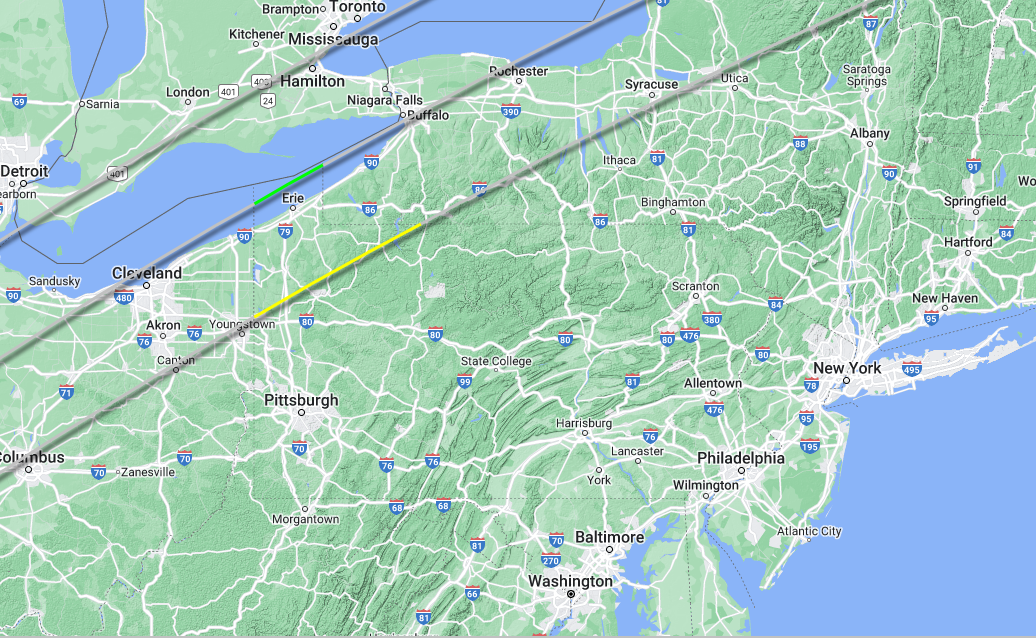 Brampton
Toronto
Kitchener
Mississauga
87
403
Hamilton
Rochester
Saratoga
Springs
London
401
24
69
Sarnia
Niagara Falls
Buffalo
390
Syracuse
Utica
Albany
88
Detroit
earborn
401
90
Ithaca
81
90
91
Wo
Springfield
86
Erie
86
Binghamton
86
81
84
90
79
Hartford
Sandusky
Cleveland
90
480
Scranton
84
New Haven
95
Akron
76
76
Youngstown
80
80
80
380
80
476
80
Canton
State College
New York
495
71
99
81
Allentown
78
476
95
Pittsburgh
Harrisburg
76
195
70
Columbus
70
Zanesville
70
76
76
Lancaster
Philadelphia
York
Wilmington
68
68
Morgantown
Atlantic City
81
70
Baltimore
270
Washington
66
81